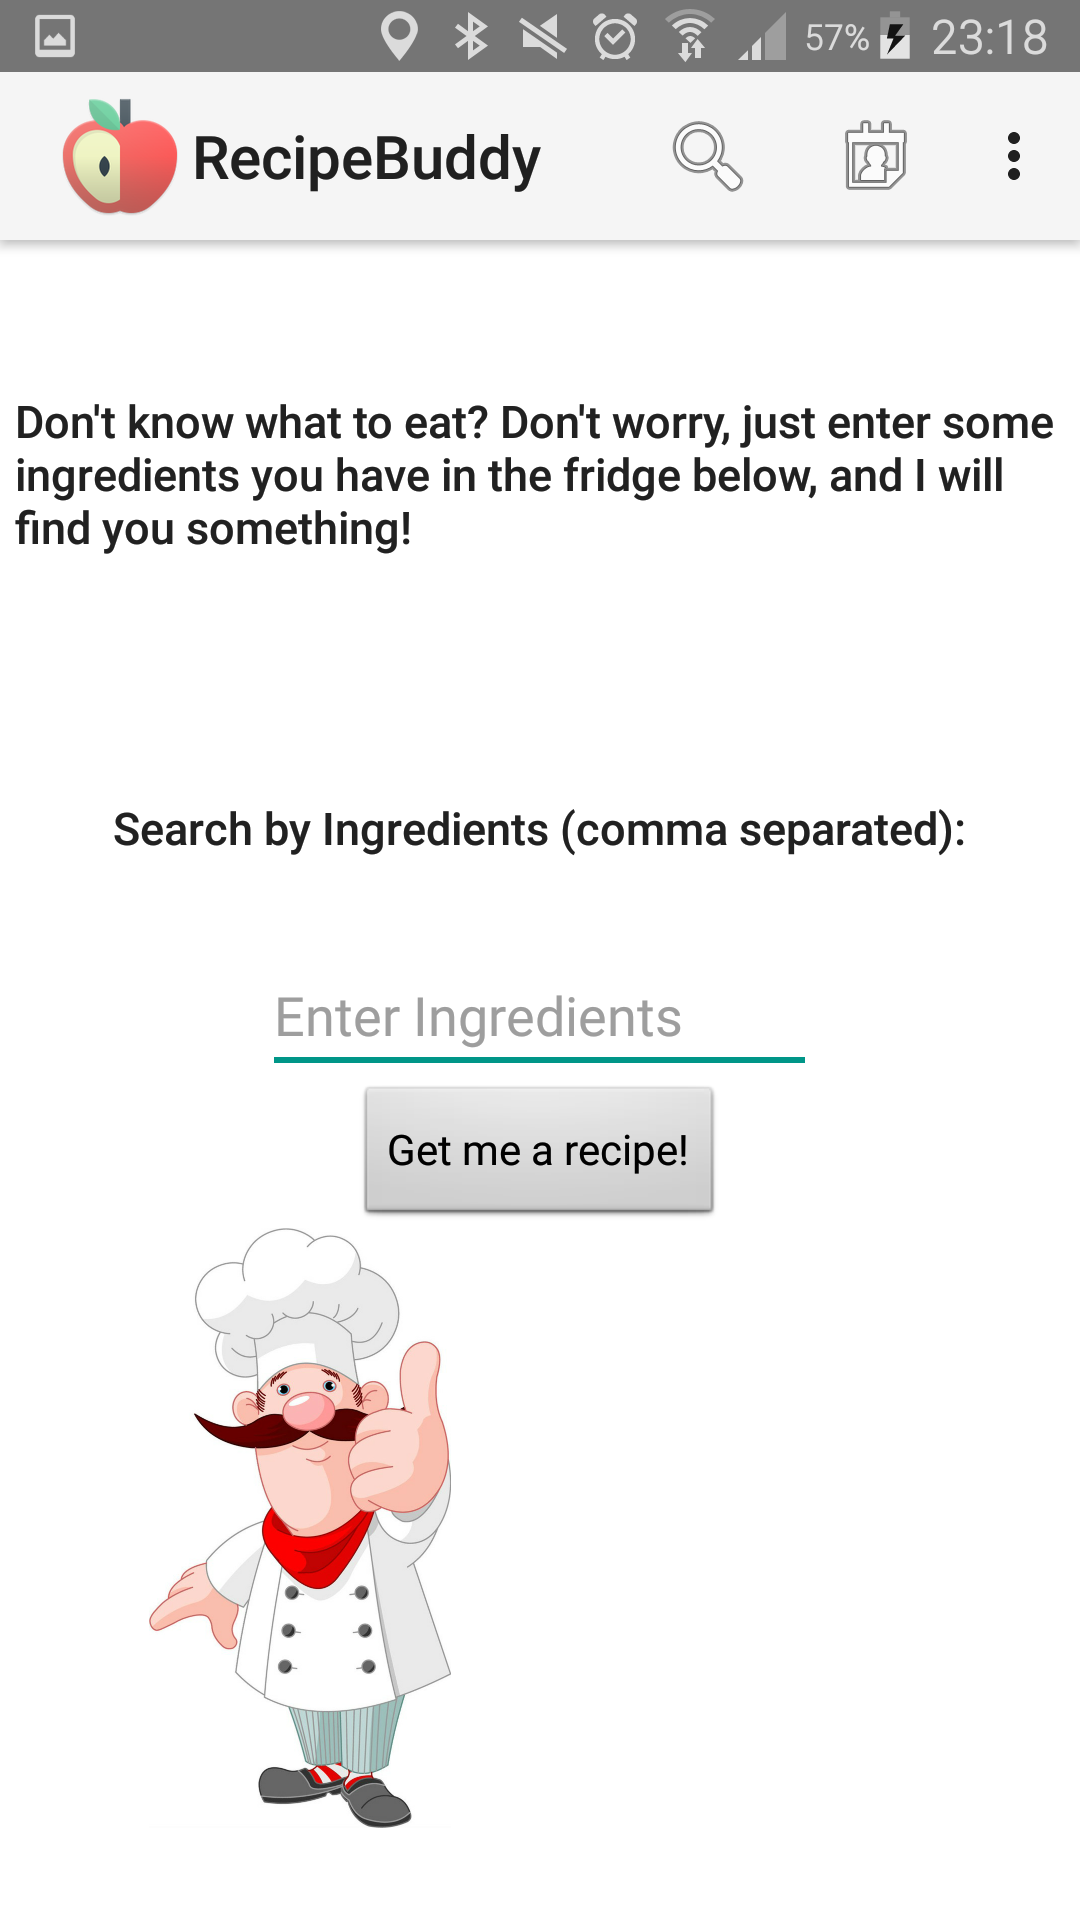 57% 23:18
RecipeBuddy
Don't know what to eat? Don't worry, just enter some
ingredients you have in the fridge below, and I will
find you something!
Search by Ingredients (comma separated):
Enter Ingredients
Get me a recipe!